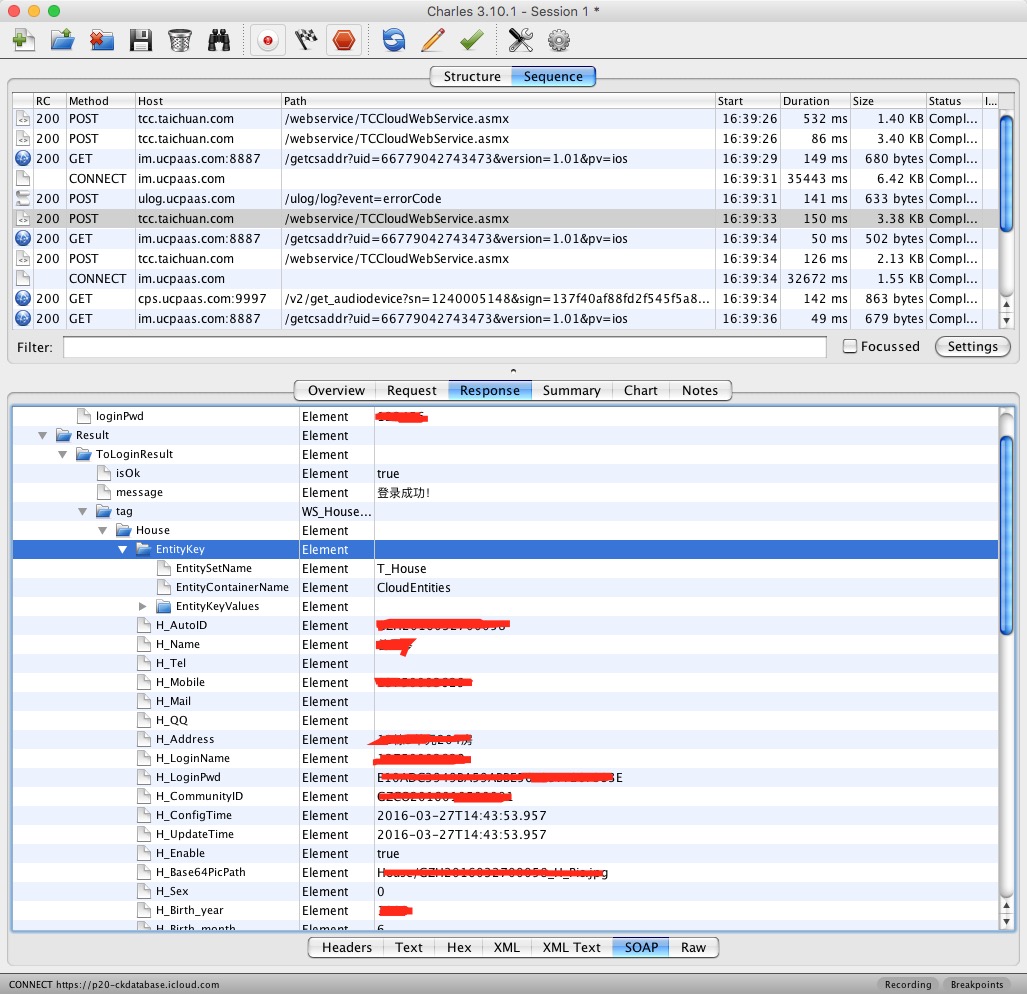 Charles 3.10.1 - Session 1 *
Structure Sequence
RC Method Host Path Start Duration Size Status I...
200 POST tcc.taichuan.com /webservice/TCCloudWebService.asmx 16:39:26 532 ms 1.40 KB Compl...
200 POST tcc.taichuan.com /webservice/TCCloudWebService.asmx 16:39:26 86 ms 3.40 KB Compl...
200 GET im.ucpaas.com:8887 /getcsaddr?uid=66779042743473&version=1.01&pv=ios 16:39:29 149 ms 680 bytes Compl...
CONNECT im.ucpaas.com 16:39:31 35443 ms 6.42 KB Compl...
200 POST ulog.ucpaas.com /ulog/log?event=errorCode 16:39:31 141 ms 633 bytes Compl...
200 POST tcc.taichuan.com /webservice/TCCloudWebService.asmx 16:39:33 150 ms 3.38 KB Compl...
200 GET im.ucpaas.com:8887 /getcsaddr?uid=66779042743473&version=1.01&pv=ios 16:39:34 50 ms 502 bytes Compl...
200 POST tcc.taichuan.com /webservice/TCCloudWebService.asmx 16:39:34 126 ms 2.13 KB Compl...
CONNECT im.ucpaas.com 16:39:34 32672 ms 1.55 KB Compl...
200 GET cps.ucpaas.com:9997 /v2/get_audiodevice?sn=1240005148&sign=137f40af88fd2f545f5a8... 16:39:34 142 ms 863 bytes Compl...
200 GET im.ucpaas.com:8887 /getcsaddr?uid=66779042743473&version=1.01&pv=ios 16:39:36 49 ms 679 bytes Compl...
Filter: Focussed Settings
Overview Request Response Summary Chart Notes
loginPwd Element
Result Element
ToLoginResult Element
isOk Element true
message Element 登录成功!
tag WS_House...
House Element
EntityKey Element
EntitySetName Element T_House
EntityContainerName Element CloudEntities
EntityKeyValues Element
H_AutoID Element
H_Name Element
H_Tel Element
H_Mobile Element
H_Mail Element
H_QQ Element
H_Address Element
H_LoginName Element
H_LoginPwd Element
H_CommunityID Element
H_ConfigTime Element 2016-03-27T14:43:53.957
H_UpdateTime Element 2016-03-27T14:43:53.957
H_Enable Element true
H_Base64PicPath Element
H_Sex Element 0
H_Birth_year Element
H_Birth_month Element 6
Headers Text Hex XML XML Text SOAP Raw
CONNECT https://p20-ckdatabase.icloud.com Recording Breakpoints